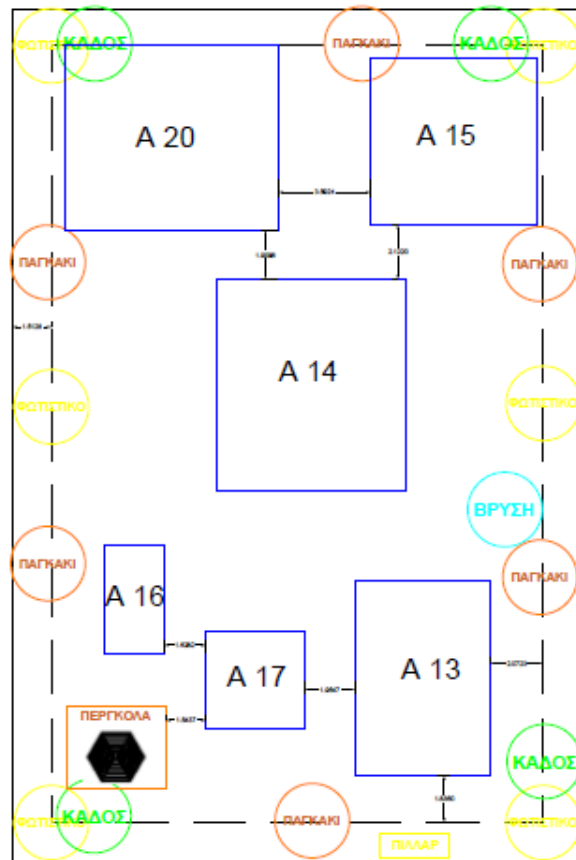 ΦΩΤΙΣΤΙΚΟ ΚΑΔΟΣ ΠΑΓΚΑΚΙ ΚΑΔΟΣ ΦΩΤΙΣΤΙΚΟ
A 20
A 15
ΠΑΓΚΑΚΙ
ΠΑΓΚΑΚΙ
A 14
ΦΩΤΙΣΤΙΚΟ
ΦΩΤΙΣΤΙΚΟ
ΒΡΥΣΗ
ΠΑΓΚΑΚΙ
ΠΑΓΚΑΚΙ
A 16
A 17
A 13
ΠΕΡΓΚΟΛΑ
ΚΑΔΟΣ
ΦΩΤΙΣΤΙΚΟ ΚΑΔΟΣ ΠΑΓΚΑΚΙ ΦΩΤΙΣΤΙΚΟ
ΠΙΛΛΑΡ